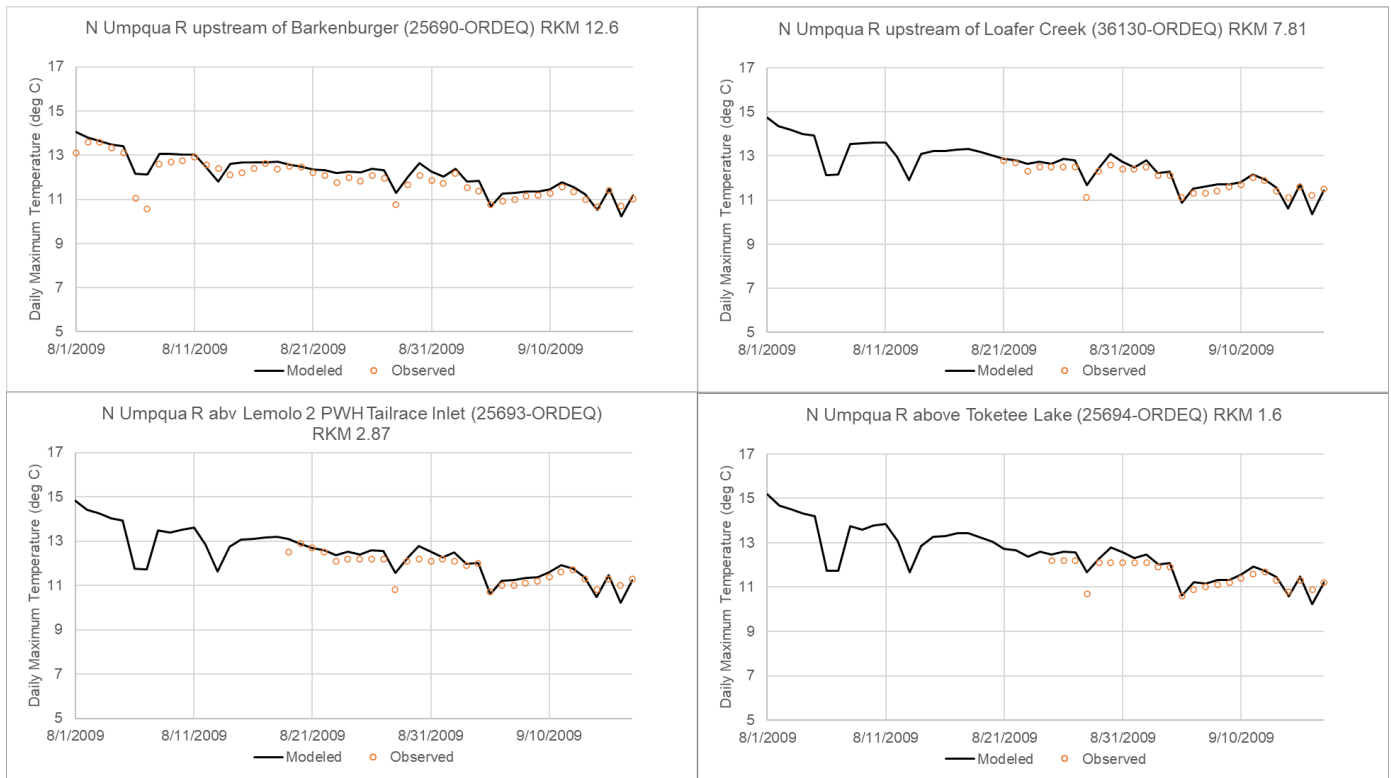 N Umpqua R upstream of Barkenburger (25690-ORDEQ) RKM 12.6
Daily Maximum Temperature (deg C)
17
15
13
11
9
7
5
8/1/2009 8/11/2009 8/21/2009 8/31/2009 9/10/2009
Modeled Observed
N Umpqua R upstream of Loafer Creek (36130-ORDEQ) RKM 7.81
Daily Maximum Temperature (deg C)
17
15
13
11
9
7
5
8/1/2009 8/11/2009 8/21/2009 8/31/2009 9/10/2009
Modeled Observed
N Umpqua R abv Lemolo 2 PWH Tailrace Inlet (25693-ORDEQ)
RKM 2.87
Daily Maximum Temperature (deg C)
17
15
13
11
9
7
5
8/1/2009 8/11/2009 8/21/2009 8/31/2009 9/10/2009
Modeled Observed
N Umpqua R above Toketee Lake (25694-ORDEQ) RKM 1.6
Daily Maximum Temperature (deg C)
17
15
13
11
9
7
5
8/1/2009 8/11/2009 8/21/2009 8/31/2009 9/10/2009
Modeled Observed